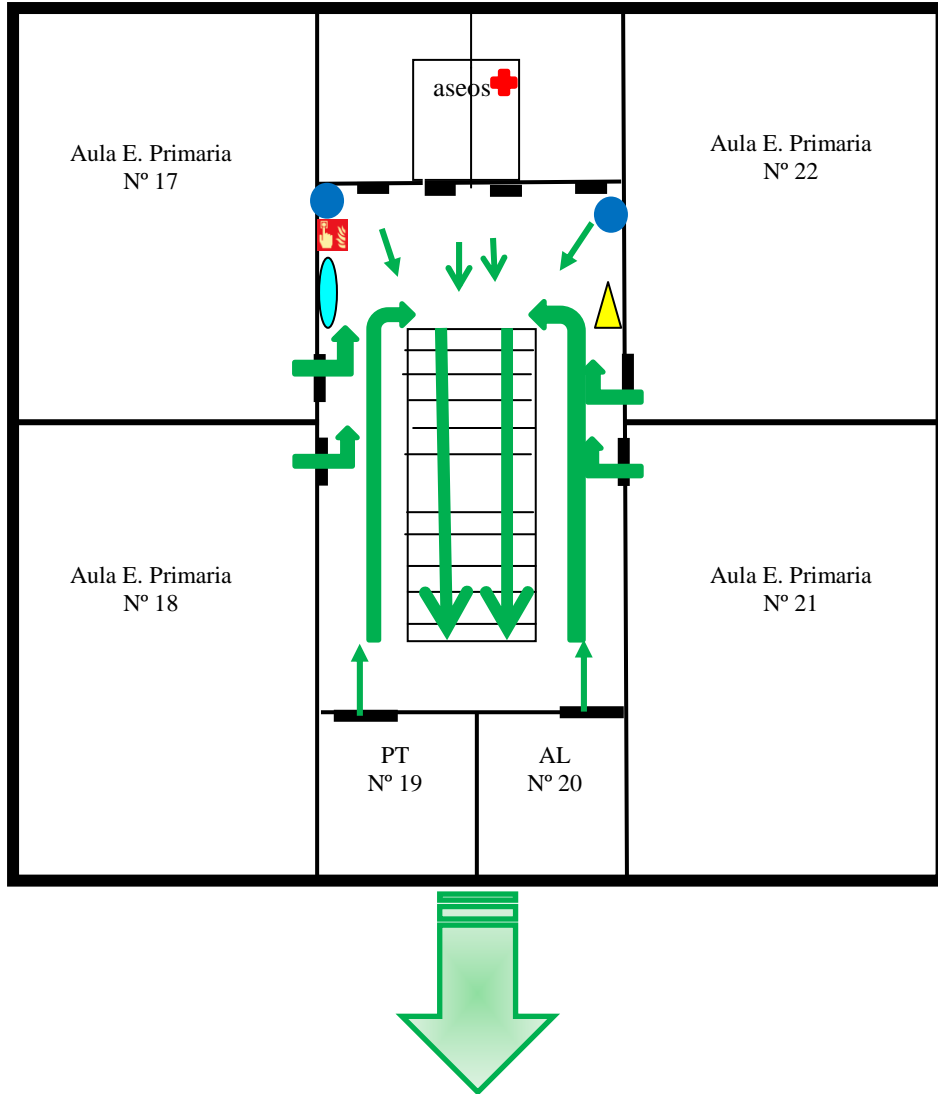 aseos
Aula E. Primaria
Nº 17
Aula E. Primaria
Nº 22
Aula E. Primaria
Nº 18
Aula E. Primaria
Nº 21
PT
Nº 19
AL
Nº 20